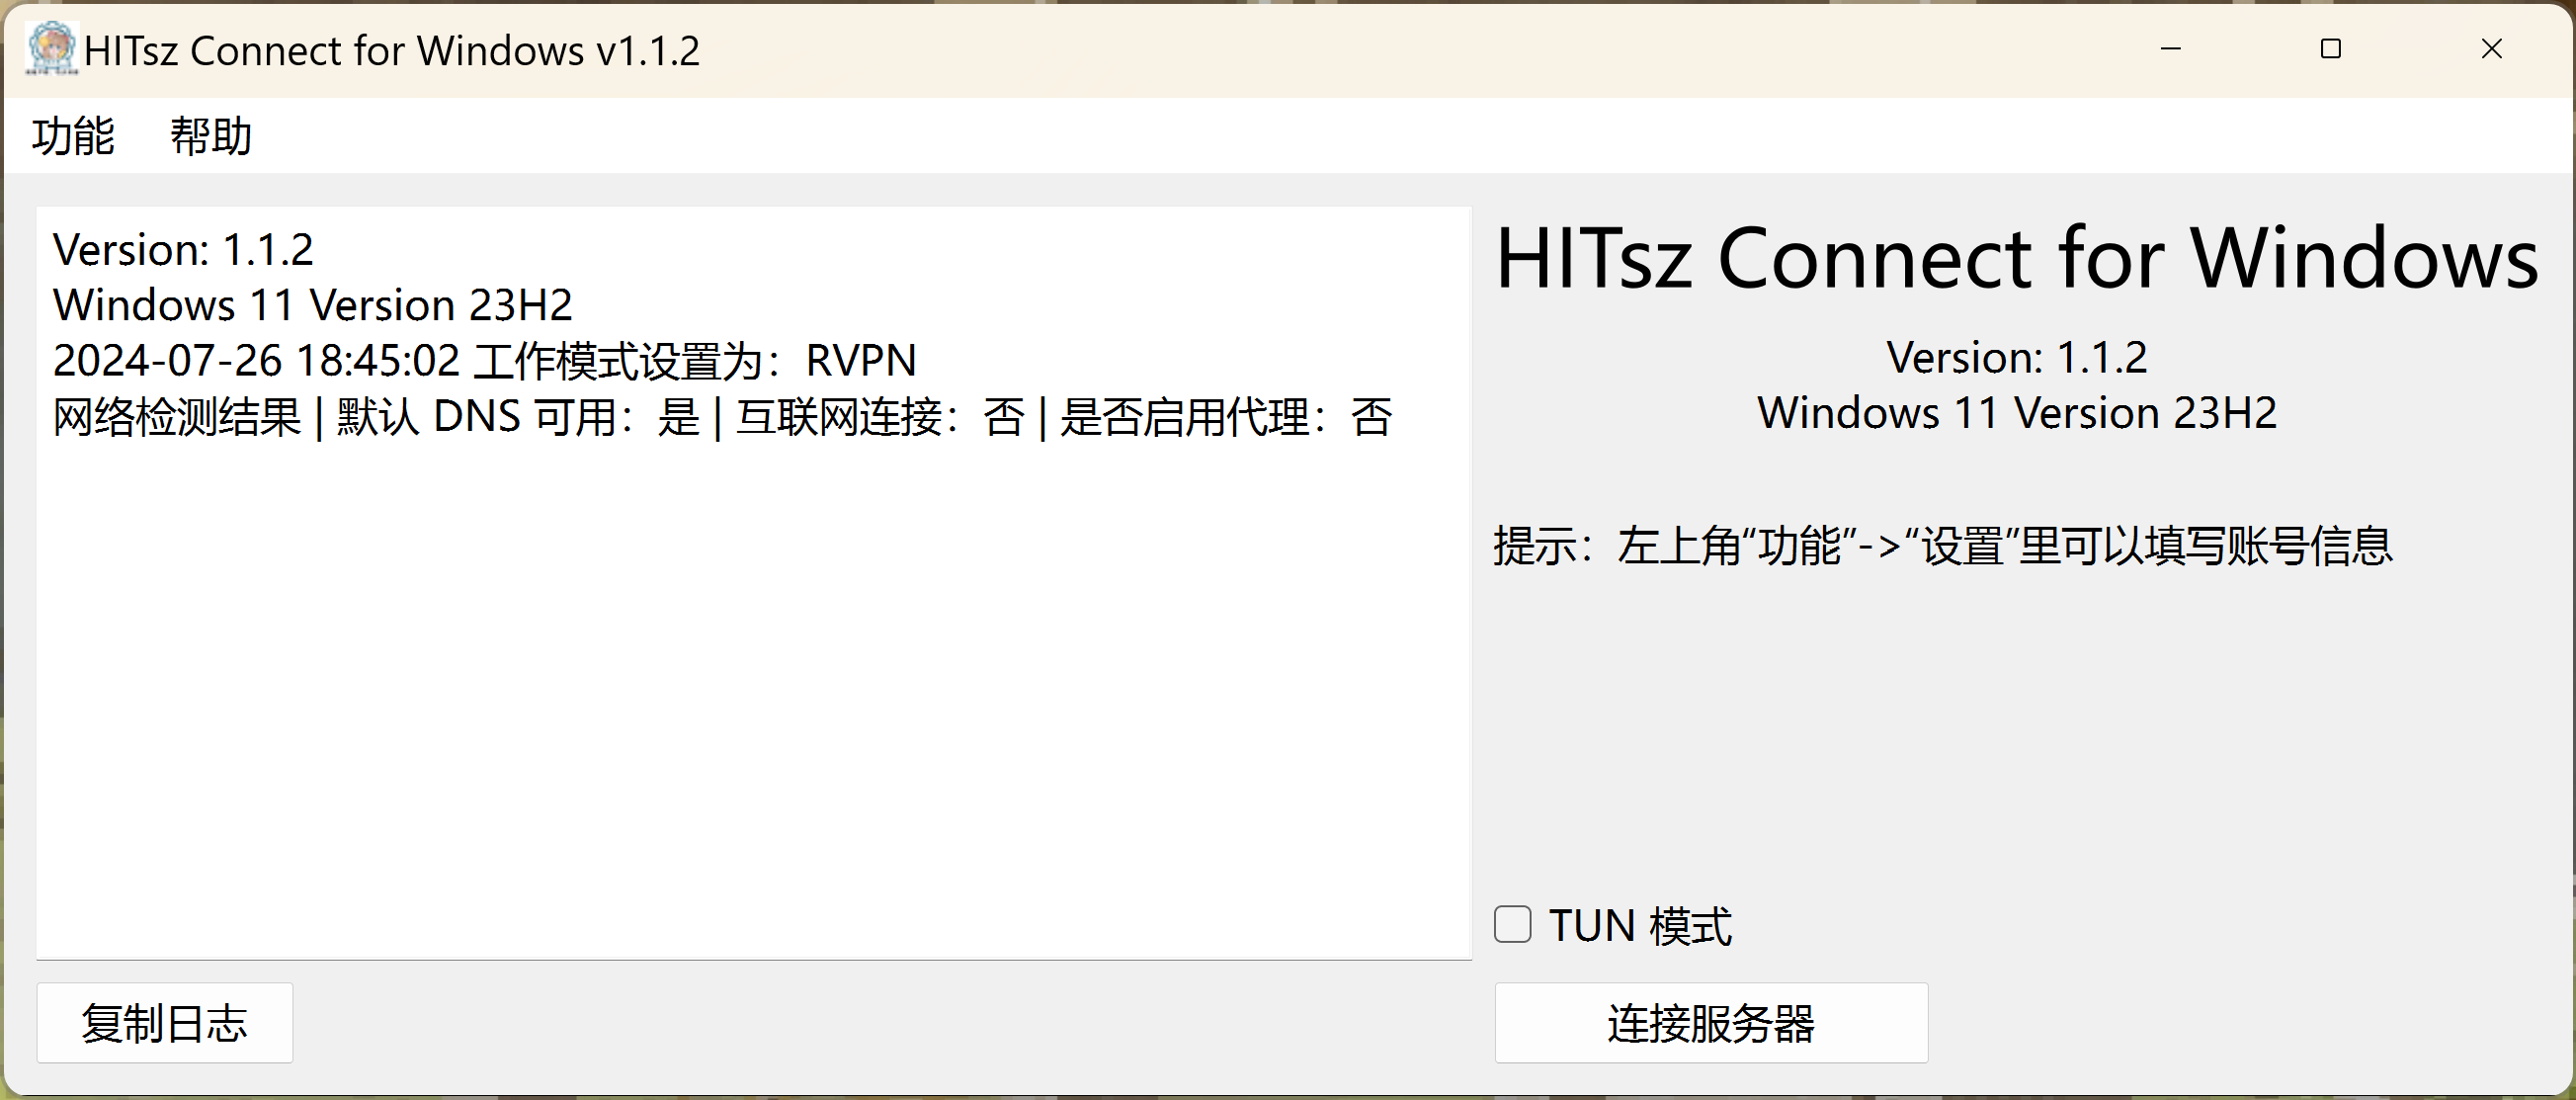 HITsz Connect for Windows v1.1.2
功能 帮助
Version: 1.1.2
Windows 11 Version 23H2
2024-07-26 18:45:02 工作模式设置为：RVPN
网络检测结果 | 默认 DNS 可用：是 | 互联网连接：否 | 是否启用代理：否
复制日志
HITsz Connect for Windows
Version: 1.1.2
Windows 11 Version 23H2
提示：左上角“功能”->“设置”里可以填写账号信息
TUN 模式
连接服务器